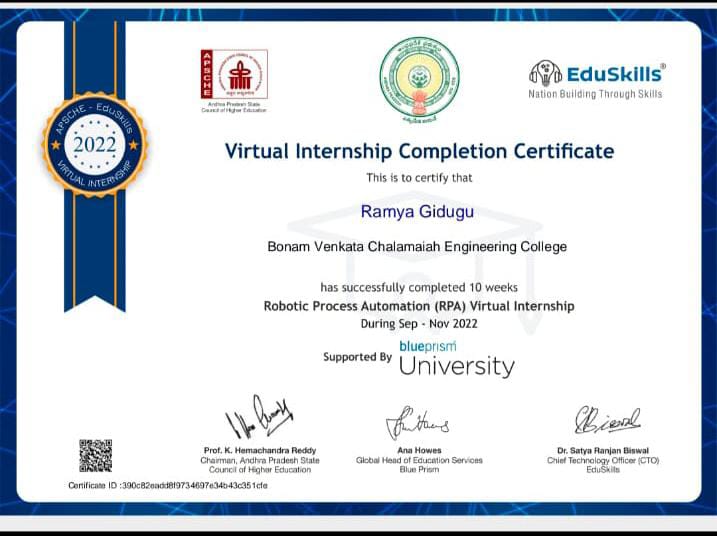 APSCHE - EduSkills
2022
VIRTUAL INTERNSHIP
APSCHE
Andhra Pradesh State
Council of Higher Education
EduSkills®
Nation Building Through Skills
Virtual Internship Completion Certificate
This is to certify that
Ramya Gidugu
Bonam Venkata Chalamaiah Engineering College
has successfully completed 10 weeks
Robotic Process Automation (RPA) Virtual Internship
During Sep - Nov 2022
Supported By
blueprism
University
Prof. K. Hemachandra Reddy
Chairman, Andhra Pradesh State
Council of Higher Education
Ana Howes
Global Head of Education Services
Blue Prism
Dr. Satya Ranjan Biswal
Chief Technology Officer (CTO)
EduSkills
Certificate ID :390c82eadd8f9734697e34b43c351cfe